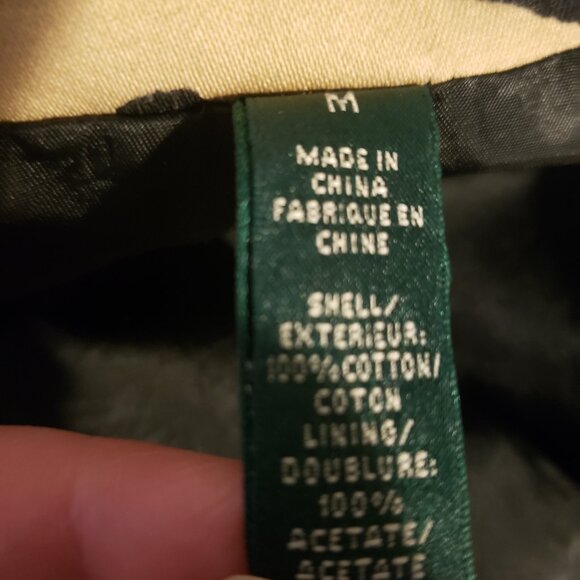 M
MADE IN
CHINA
FABRIQUE EN
CHINE
SHELL/
EXTERIEUR:
100% COTTON/
COTON
LINING/
DOUBLURE:
100%
ACETATE/
ACETATE